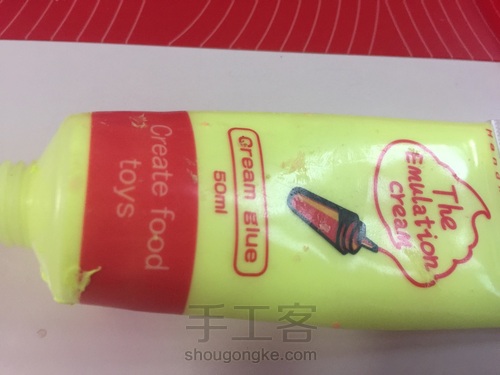 Create food
toys
Cream glue
50ml
The
Emulation
cream
手工客
shougongke.com